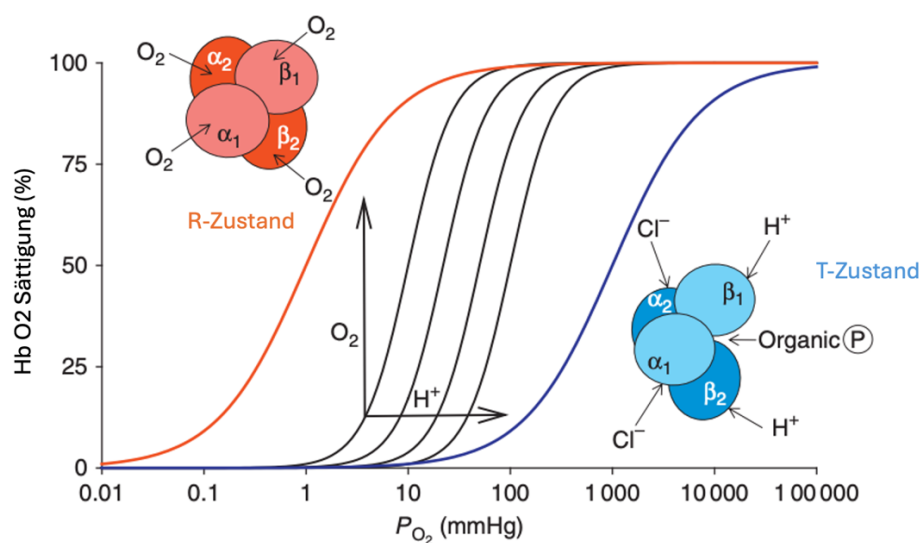 O₂
O₂
α₂
β₁
α₁
β₂
O₂
O₂
R-Zustand
Hb O2 Sättigung (%)
100
75
50
25
0
O₂
H⁺
Cl⁻
H⁺
T-Zustand
α₂
β₁
Organic Ⓟ
α₁
β₂
Cl⁻
H⁺
0.01 0.1 1 10 100 1 000 10 000 1 00 000
P_O₂ (mmHg)